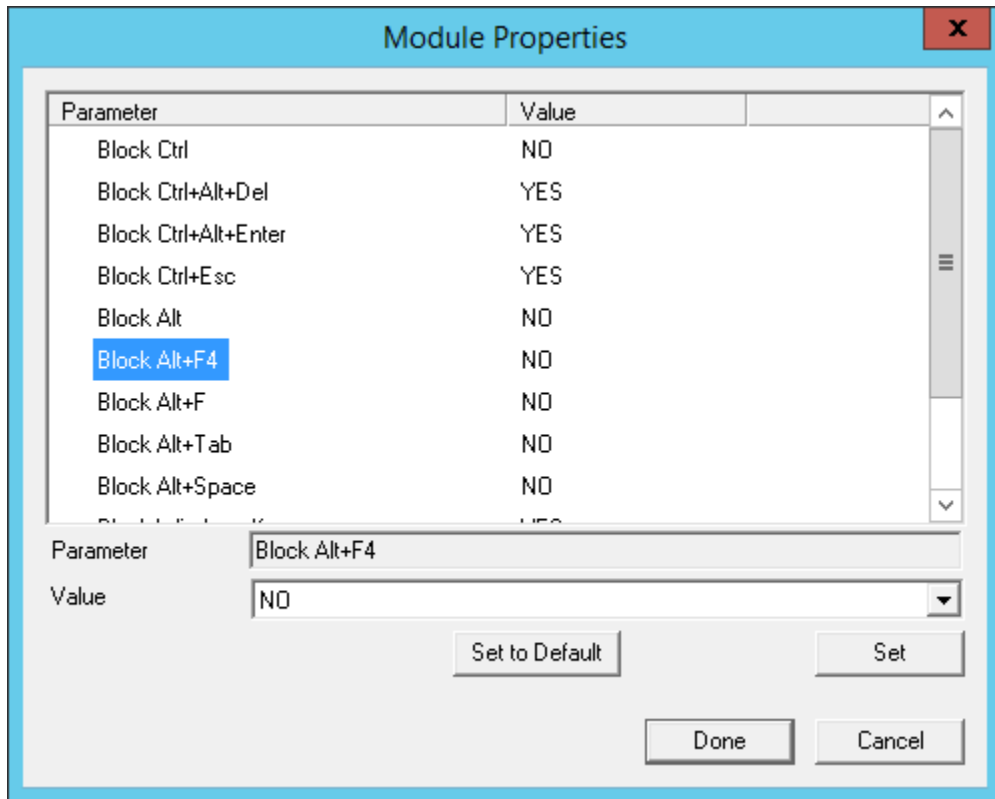 Module Properties
x
Parameter Value
Block Ctrl NO
Block Ctrl+Alt+Del YES
Block Ctrl+Alt+Enter YES
Block Ctrl+Esc YES
Block Alt NO
Block Alt+F4 NO
Block Alt+F NO
Block Alt+Tab NO
Block Alt+Space NO
Parameter Block Alt+F4
Value NO
Set to Default Set
Done Cancel